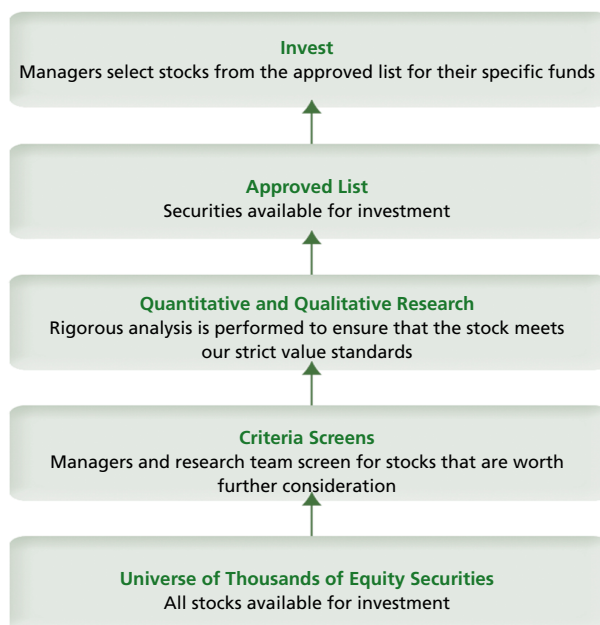 Invest
Managers select stocks from the approved list for their specific funds
Approved List
Securities available for investment
Quantitative and Qualitative Research
Rigorous analysis is performed to ensure that the stock meets
our strict value standards
Criteria Screens
Managers and research team screen for stocks that are worth
further consideration
Universe of Thousands of Equity Securities
All stocks available for investment